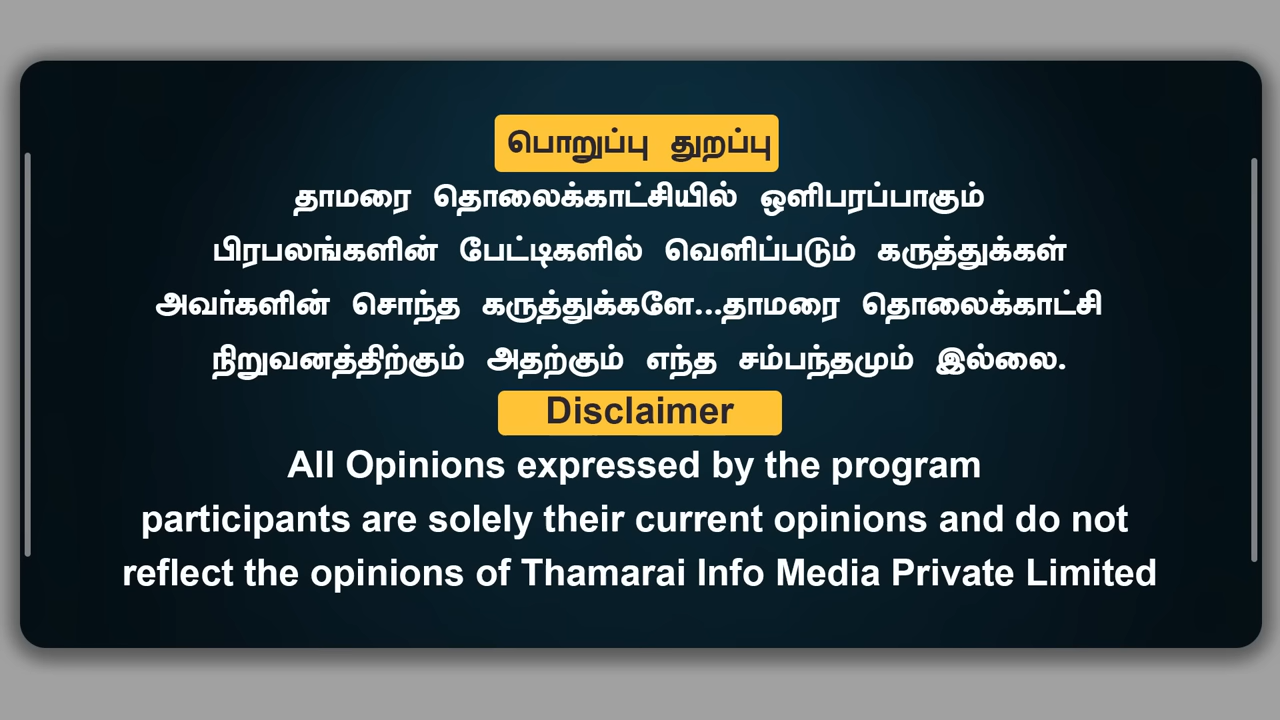 பொறுப்பு துறப்பு
தாமரை தொலைக்காட்சியில் ஒளிபரப்பாகும்
பிரபலங்களின் பேட்டிகளில் வெளிப்படும் கருத்துக்கள்
அவர்களின் சொந்த கருத்துக்களே...தாமரை தொலைக்காட்சி
நிறுவனத்திற்கும் அதற்கும் எந்த சம்பந்தமும் இல்லை.
Disclaimer
All Opinions expressed by the program
participants are solely their current opinions and do not
reflect the opinions of Thamarai Info Media Private Limited